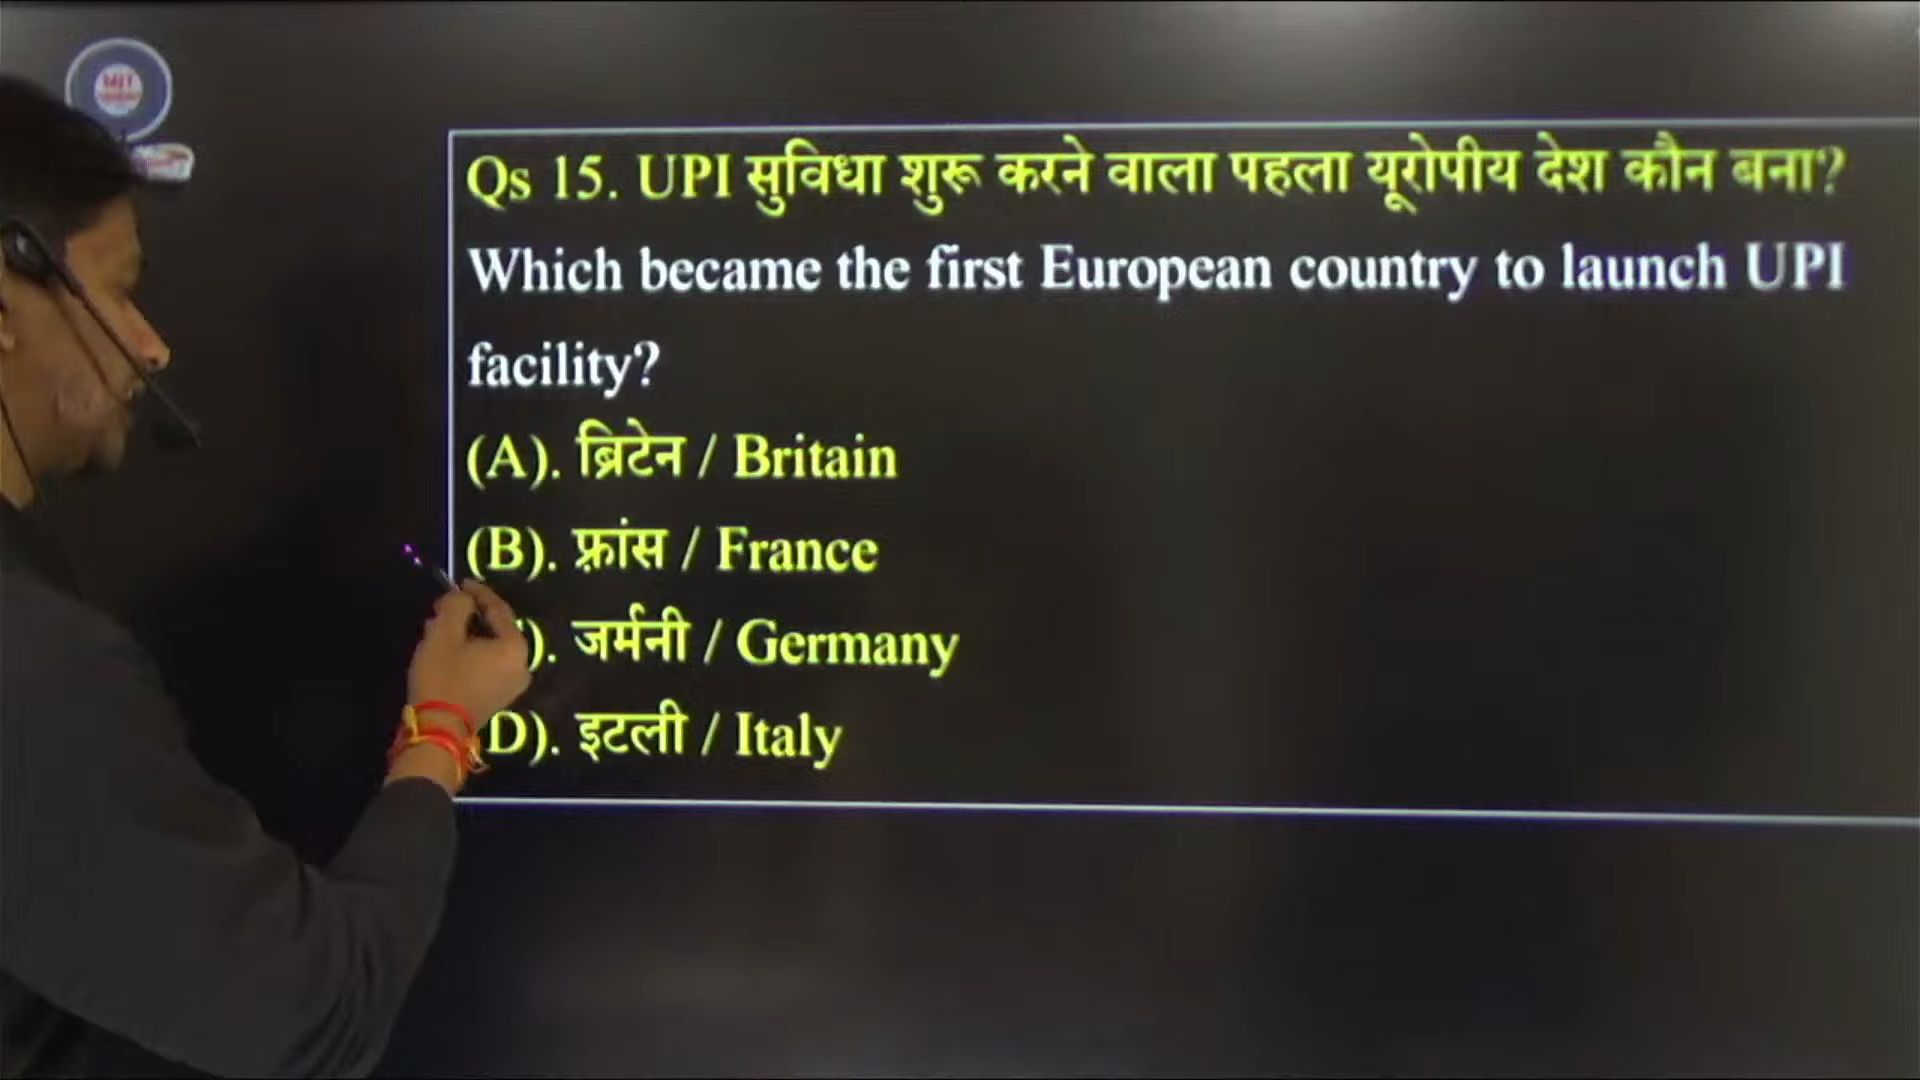 MIT
Qs 15. UPI सुविधा शुरू करने वाला पहला यूरोपीय देश कौन बना?
Which became the first European country to launch UPI
facility?
(A). ब्रिटेन / Britain
(B). फ़्रांस / France
). जर्मनी / Germany
D). इटली / Italy